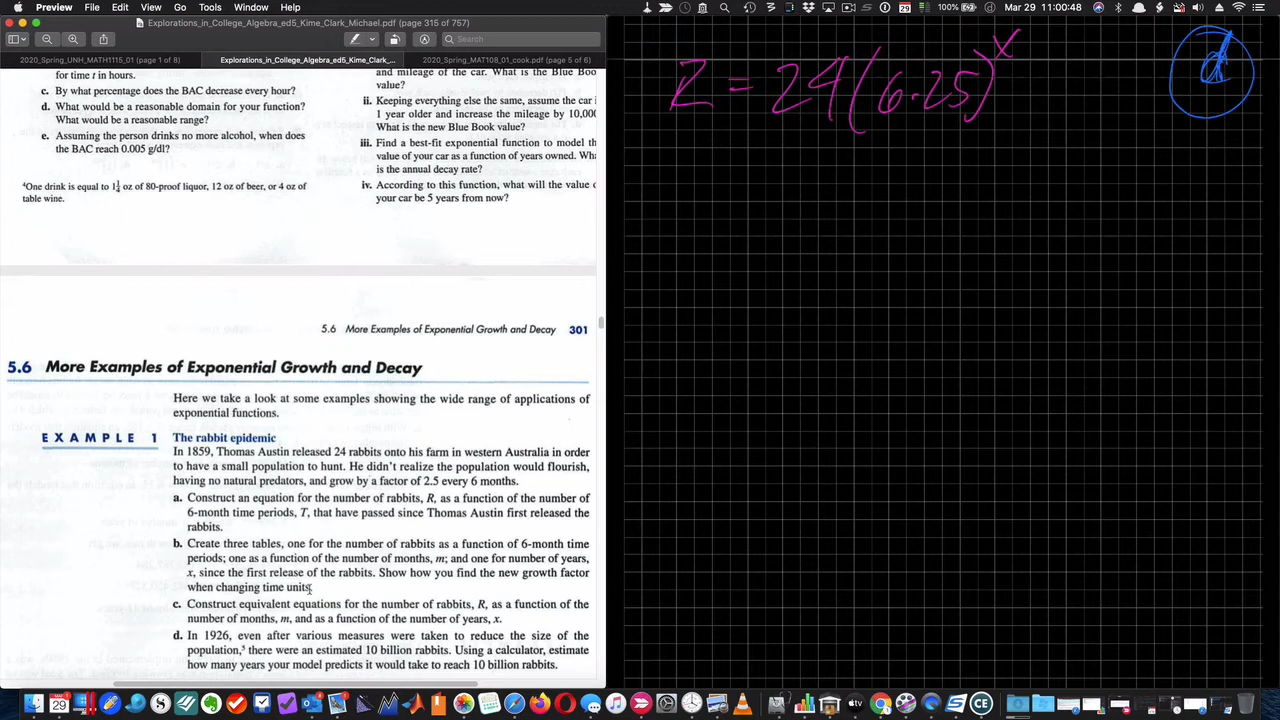 Preview File Edit View Go Tools Window Help 100% Mar 29 11:00:48
Explorations_in_College_Algebra_ed5_Kime_Clark_Michael.pdf (page 315 of 757)
Search
2020_Spring_UNH_MATH1115_01 (page 1 of 8) Explorations_in_College_Algebra_ed5_Kime_Clark_... 2020_Spring_MAT108_01_cook.pdf (page 5 of 6)
for time t in hours.
c. By what percentage does the BAC decrease every hour?
d. What would be a reasonable domain for your function?
What would be a reasonable range?
e. Assuming the person drinks no more alcohol, when does
the BAC reach 0.005 g/dl?
⁴One drink is equal to 1¼ oz of 80-proof liquor, 12 oz of beer, or 4 oz of
table wine.
and mileage of the car. What is the Blue Boo
value?
ii. Keeping everything else the same, assume the car i
1 year older and increase the mileage by 10,00
What is the new Blue Book value?
iii. Find a best-fit exponential function to model th
value of your car as a function of years owned. Wha
is the annual decay rate?
iv. According to this function, what will the value o
your car be 5 years from now?
5.6 More Examples of Exponential Growth and Decay 301
5.6 More Examples of Exponential Growth and Decay
Here we take a look at some examples showing the wide range of applications of
exponential functions.
EXAMPLE 1 The rabbit epidemic
In 1859, Thomas Austin released 24 rabbits onto his farm in western Australia in order
to have a small population to hunt. He didn't realize the population would flourish,
having no natural predators, and grow by a factor of 2.5 every 6 months.
a. Construct an equation for the number of rabbits, R, as a function of the number of
6-month time periods, T, that have passed since Thomas Austin first released the
rabbits.
b. Create three tables, one for the number of rabbits as a function of 6-month time
periods; one as a function of the number of months, m; and one for number of years,
x, since the first release of the rabbits. Show how you find the new growth factor
when changing time units.
c. Construct equivalent equations for the number of rabbits, R, as a function of the
number of months, m, and as a function of the number of years, x.
d. In 1926, even after various measures were taken to reduce the size of the
population,⁵ there were an estimated 10 billion rabbits. Using a calculator, estimate
how many years your model predicts it would take to reach 10 billion rabbits.
Z = 24(6.25)^x
d